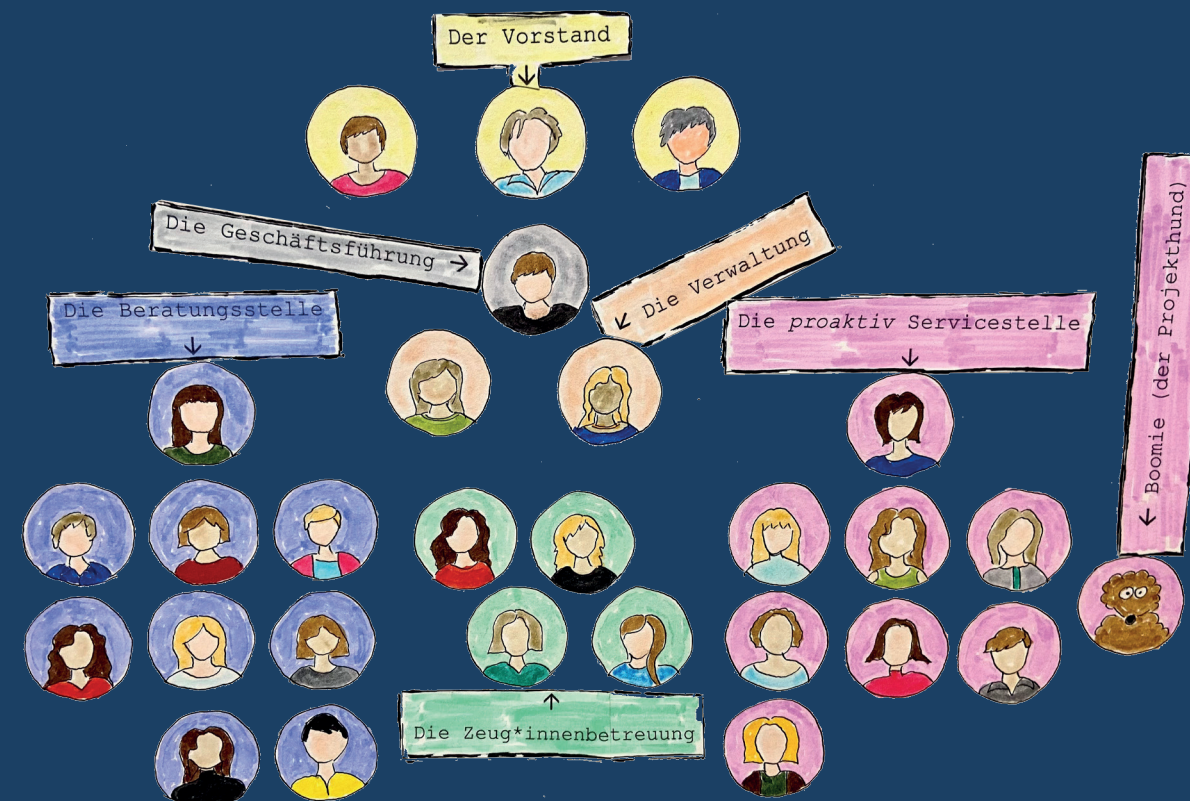 Der Vorstand
↓
Die Geschäftsführung →
↙ Die Verwaltung
Die Beratungsstelle
↓
Die proaktiv Servicestelle
↓
← Boomie (der Projekthund)
↑
Die Zeug*innenbetreuung